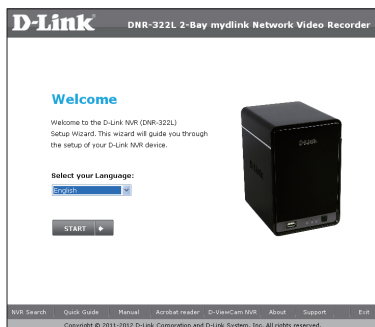 D-Link
DNR-322L 2-Bay mydlink Network Video Recorder
Welcome
Welcome to the D-Link NVR (DNR-322L)
Setup Wizard. This wizard will guide you through
the setup of your D-Link NVR device.
Select your Language:
English
START
D-Link
NVR Search Quick Guide Manual Acrobat reader D-ViewCam NVR About Support Exit
Copyright © 2011-2012 D-Link Corporation and D-Link System, Inc. All rights reserved.